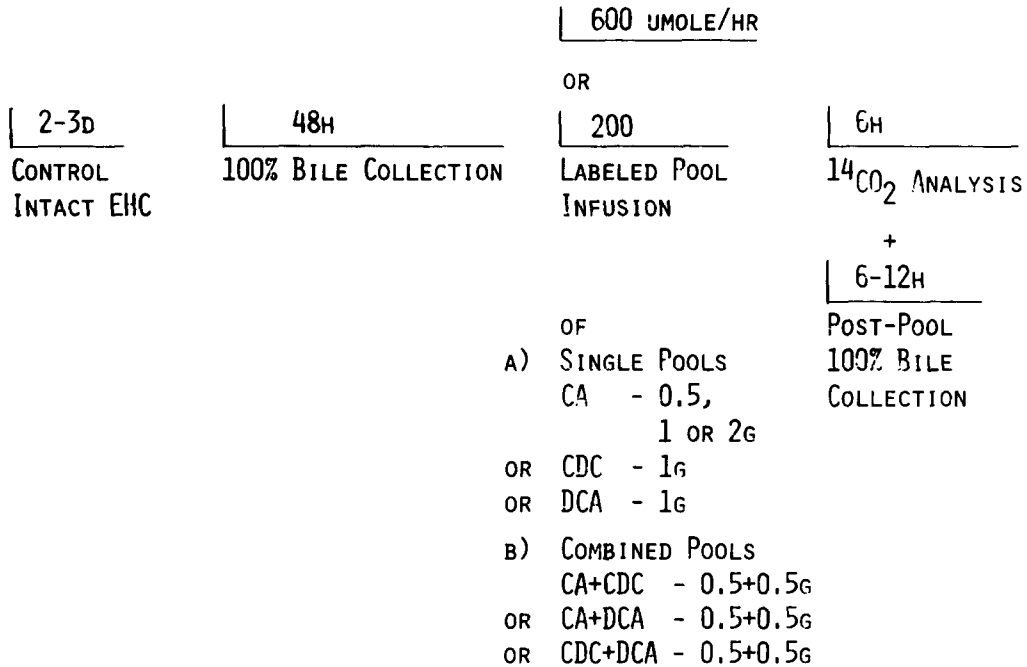 600 UMOLE/HR
OR
2-3D 48H 200 6H
CONTROL 100% BILE COLLECTION LABELED POOL 14CO2 ANALYSIS
INTACT EHC INFUSION
+
6-12H
OF POST-POOL
A) SINGLE POOLS 100% BILE
CA - 0.5, COLLECTION
1 OR 2G
OR CDC - 1G
OR DCA - 1G
B) COMBINED POOLS
CA+CDC - 0.5+0.5G
OR CA+DCA - 0.5+0.5G
OR CDC+DCA - 0.5+0.5G